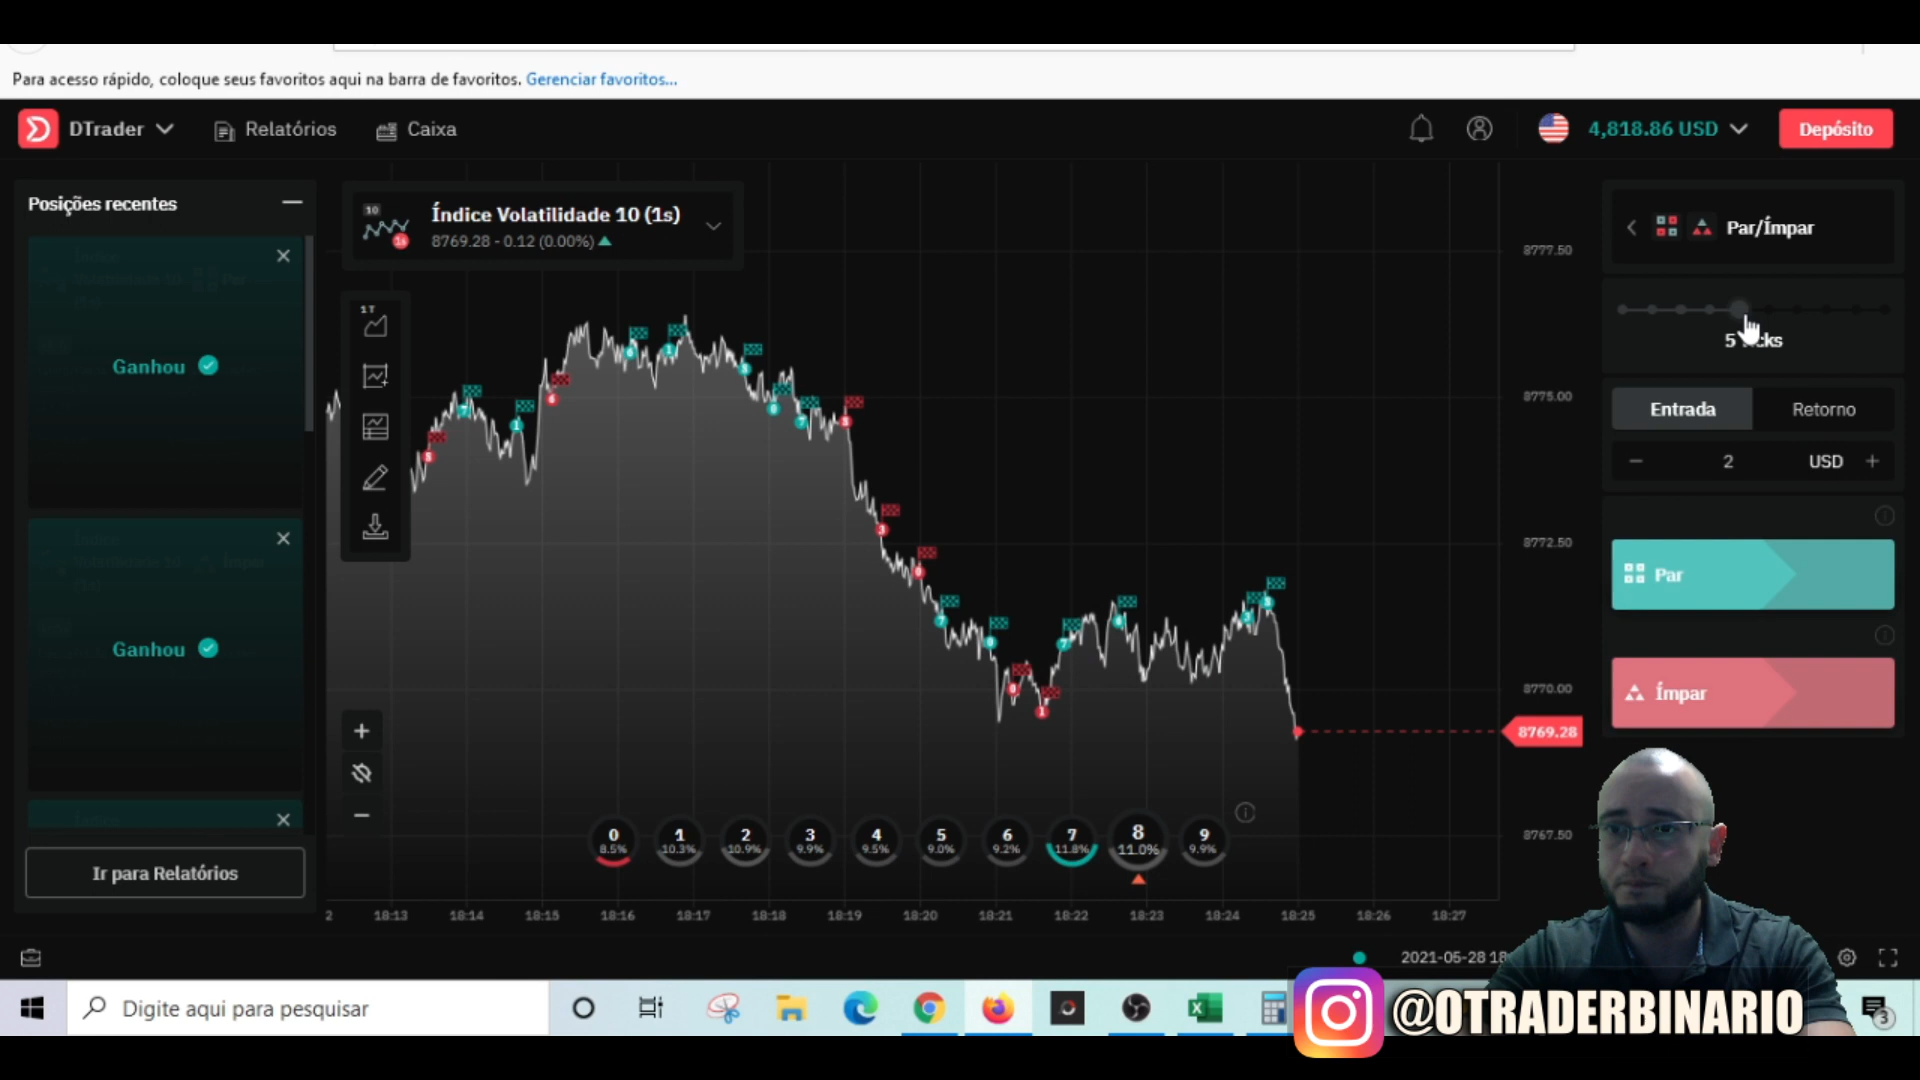 Para acesso rápido, coloque seus favoritos aqui na barra de favoritos. Gerenciar favoritos...
DTrader
Relatórios
Caixa
4,818.86 USD
Depósito
Posições recentes
Ganhou
Ganhou
Ir para Relatórios
10
1s
Índice Volatilidade 10 (1s)
8769.28 - 0.12 (0.00%)
1T
8777.50
8775.00
8772.50
8770.00
8769.28
8767.50
0 1 2 3 4 5 6 7 8 9
8.5% 10.3% 10.9% 9.9% 9.5% 9.0% 9.2% 11.8% 11.0% 9.9%
2 18:13 18:14 18:15 18:16 18:17 18:18 18:19 18:20 18:21 18:22 18:23 18:24 18:25 18:26 18:27
Par/Ímpar
Entrada
Retorno
2 USD
Par
Ímpar
2021-05-28
Digite aqui para pesquisar
@OTRADERBINARIO
3